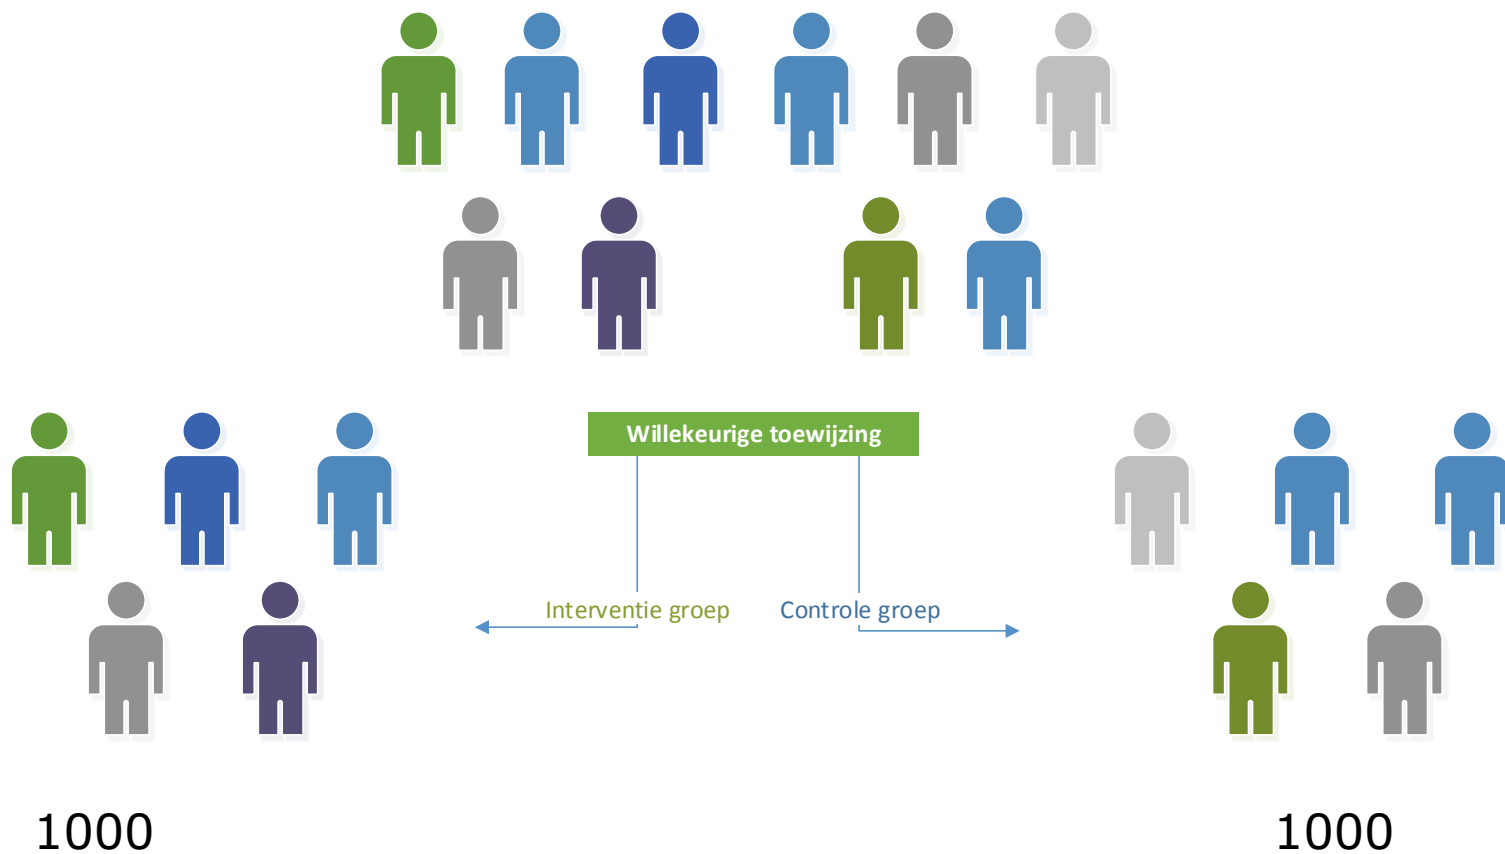 Willekeurige toewijzing
Interventie groep
Controle groep
1000
1000